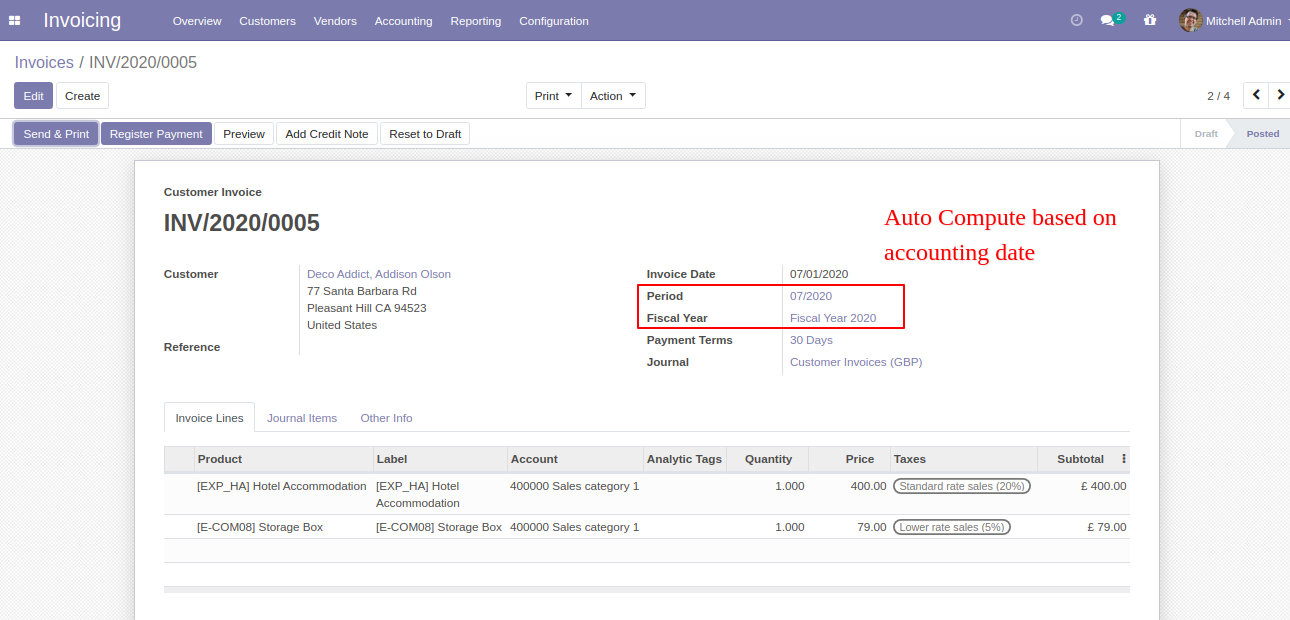 Invoicing Overview Customers Vendors Accounting Reporting Configuration 2 Mitchell Admin
Invoices / INV/2020/0005
Edit Create Print Action 2 / 4
Send & Print Register Payment Preview Add Credit Note Reset to Draft Draft Posted
Customer Invoice
INV/2020/0005
Auto Compute based on
accounting date
Customer Deco Addict, Addison Olson
77 Santa Barbara Rd
Pleasant Hill CA 94523
United States
Reference
Invoice Date 07/01/2020
Period 07/2020
Fiscal Year Fiscal Year 2020
Payment Terms 30 Days
Journal Customer Invoices (GBP)
Invoice Lines Journal Items Other Info
Product Label Account Analytic Tags Quantity Price Taxes Subtotal
[EXP_HA] Hotel Accommodation [EXP_HA] Hotel 400000 Sales category 1 1.000 400.00 Standard rate sales (20%) £ 400.00
Accommodation
[E-COM08] Storage Box [E-COM08] Storage Box 400000 Sales category 1 1.000 79.00 Lower rate sales (5%) £ 79.00